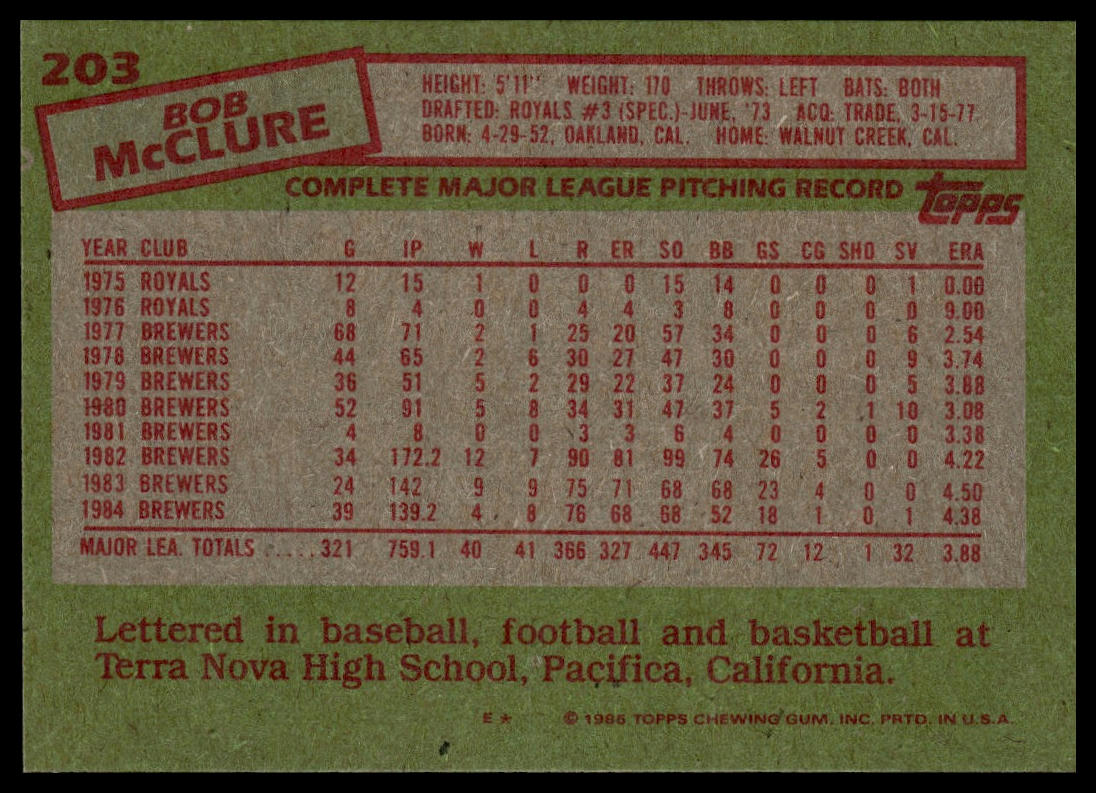 203
BOB
McCLURE
HEIGHT: 5'11" WEIGHT: 170 THROWS: LEFT BATS: BOTH
DRAFTED: ROYALS #3 (SPEC.)-JUNE, '73 ACQ: TRADE, 3-15-77
BORN: 4-29-52, OAKLAND, CAL. HOME: WALNUT CREEK, CAL.
COMPLETE MAJOR LEAGUE PITCHING RECORD
topps
YEAR CLUB G IP W L R ER SO BB GS CG SHO SV ERA
1975 ROYALS 12 15 1 0 0 0 15 14 0 0 0 1 0.00
1976 ROYALS 8 4 0 0 4 4 3 8 0 0 0 0 9.00
1977 BREWERS 68 71 2 1 25 20 57 34 0 0 0 6 2.54
1978 BREWERS 44 65 2 6 30 27 47 30 0 0 0 9 3.74
1979 BREWERS 36 51 5 2 29 22 37 24 0 0 0 5 3.88
1980 BREWERS 52 91 5 8 34 31 47 37 5 2 1 10 3.08
1981 BREWERS 4 8 0 0 3 3 6 4 0 0 0 0 3.38
1982 BREWERS 34 172.2 12 7 90 81 99 74 26 5 0 0 4.22
1983 BREWERS 24 142 9 9 75 71 68 68 23 4 0 0 4.50
1984 BREWERS 39 139.2 4 8 76 68 68 52 18 1 0 1 4.38
MAJOR LEA. TOTALS .....321 759.1 40 41 366 327 447 345 72 12 1 32 3.88
Lettered in baseball, football and basketball at
Terra Nova High School, Pacifica, California.
E* © 1985 TOPPS CHEWING GUM, INC. PRTD. IN U.S.A.